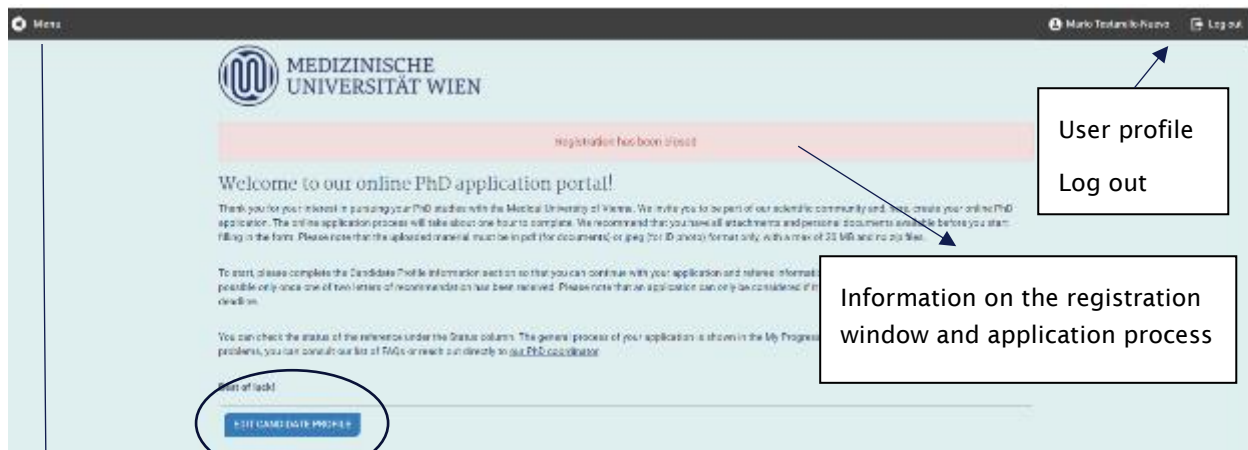 Menu
Mario Testarello-Nuovo Log out
MEDIZINISCHE
UNIVERSITÄT WIEN
Registration has been closed
User profile
Log out
Welcome to our online PhD application portal!
Thank you for your interest in pursuing your PhD studies with the Medical University of Vienna. We invite you to be part of our scientific community and, here, create your online PhD
application. The online application process will take about one hour to complete. We recommend that you have all attachments and personal documents available before you start
filling in the form. Please note that the uploaded material must be in pdf (for documents) or jpeg (for ID photo) format only, with a max of 20 MB and no zip files.
To start, please complete the Candidate Profile information section so that you can continue with your application and referee
possible only once one of two letters of recommendation has been received. Please note that an application can only be considered if
deadline.
Information on the registration
window and application process
You can check the status of the reference under the Status column. The general process of your application is shown in the My Progress
problems, you can consult our list of FAQs or reach out directly to our PhD coordinator
Best of luck!
EDIT CANDIDATE PROFILE